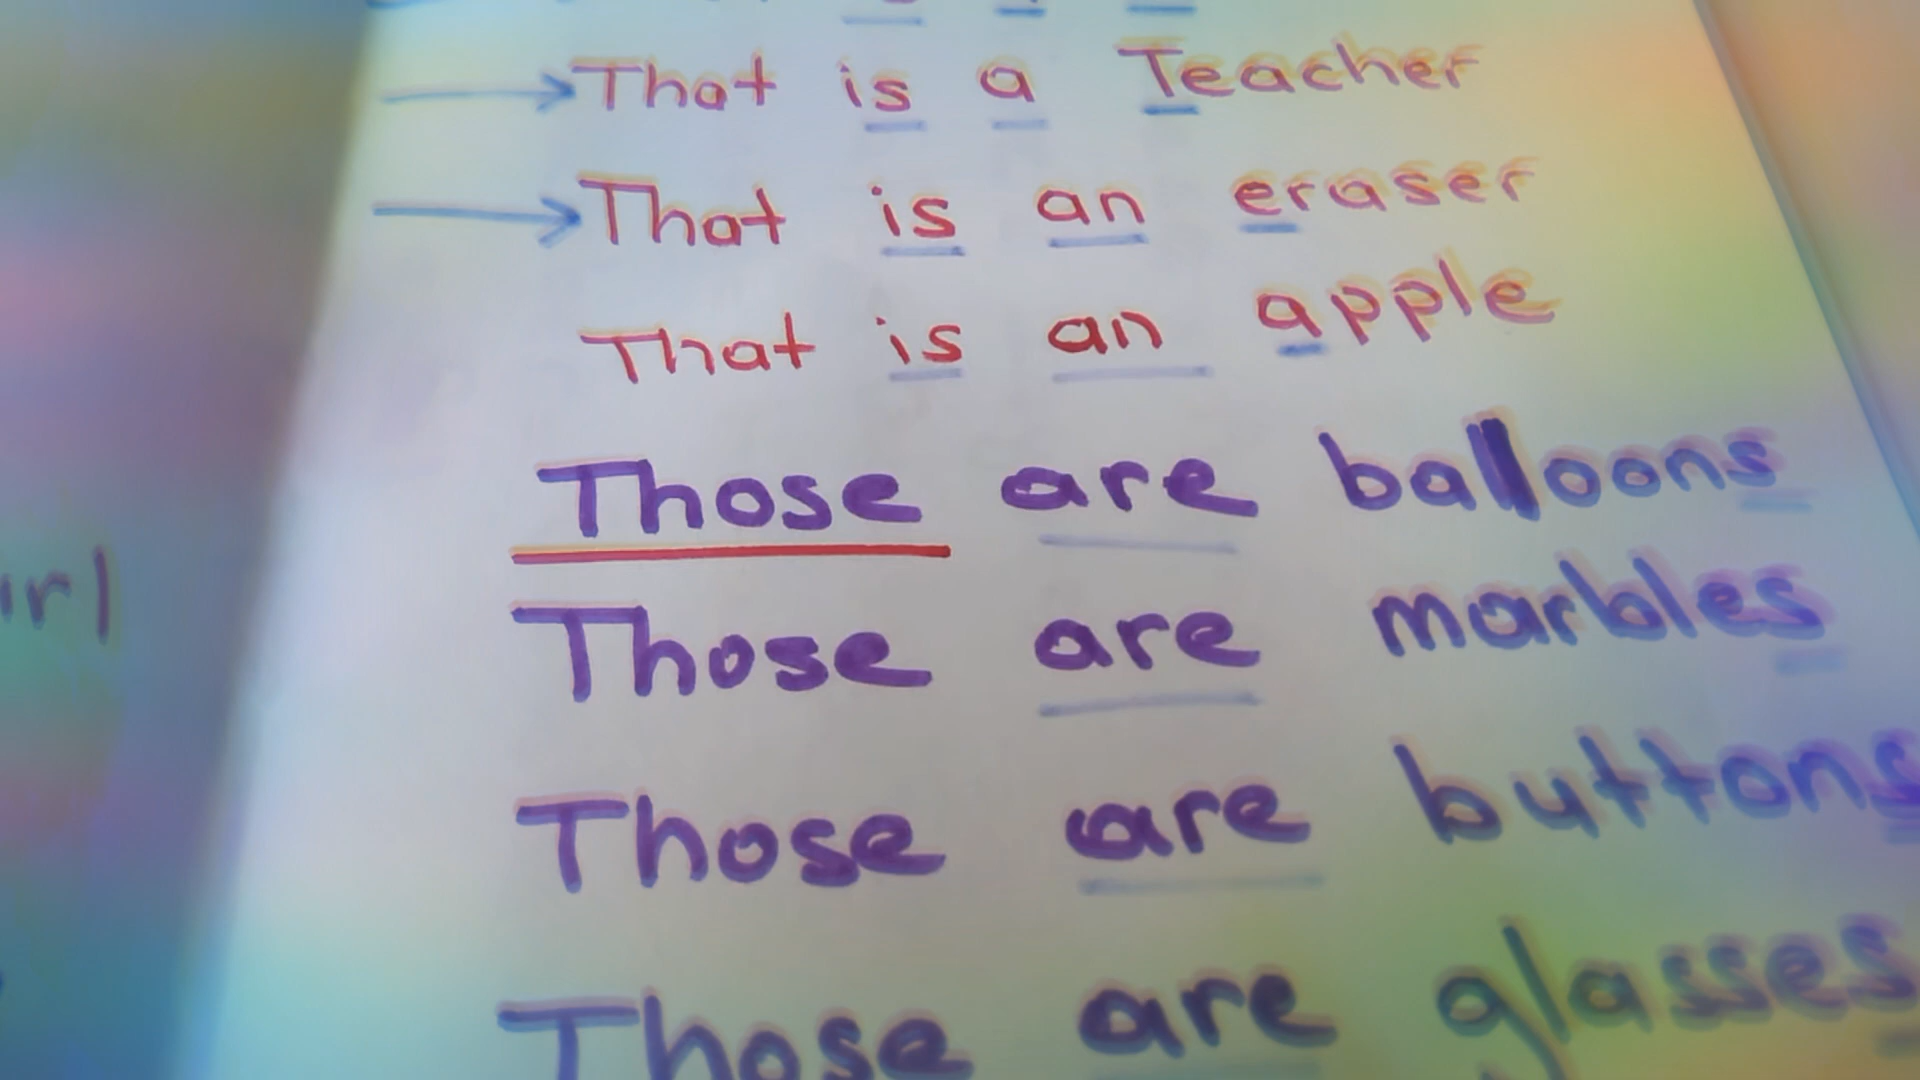 That is a Teacher
That is an eraser
That is an apple
Those are balloons
Those are marbles
Those are buttons
Those are glasses